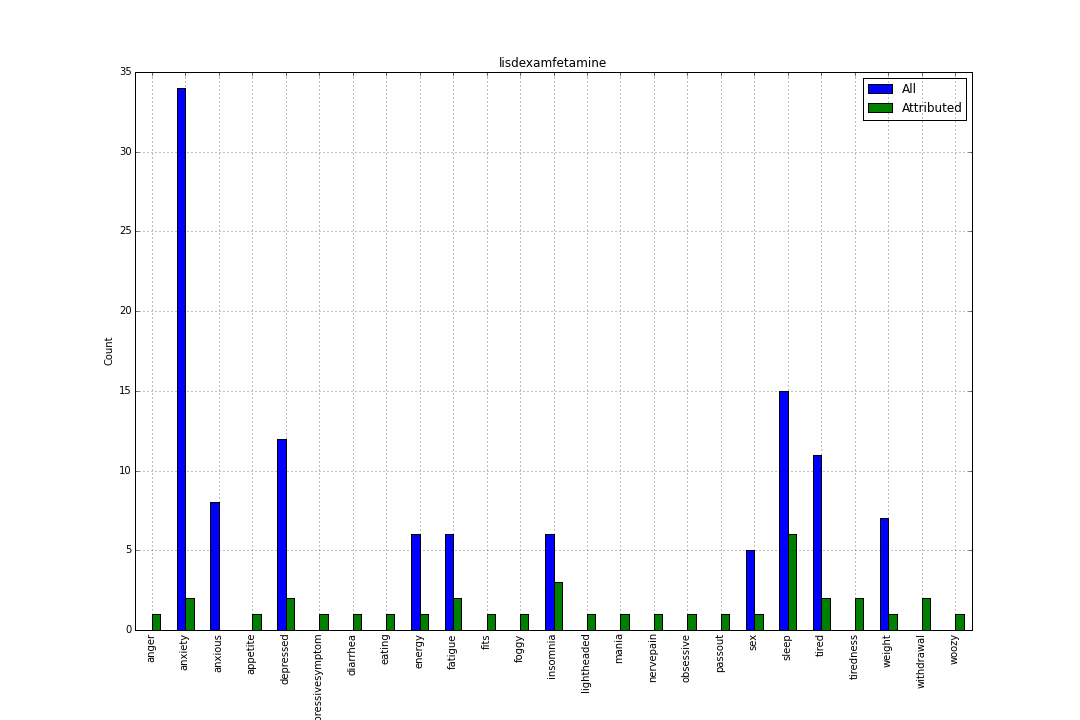 lisdexamfetamine
All
Attributed
35
30
25
20
15
10
5
0
Count
anger
anxiety
anxious
appetite
depressed
pressivesymptom
diarrhea
eating
energy
fatigue
fits
foggy
insomnia
lightheaded
mania
nervepain
obsessive
passout
sex
sleep
tired
tiredness
weight
withdrawal
woozy